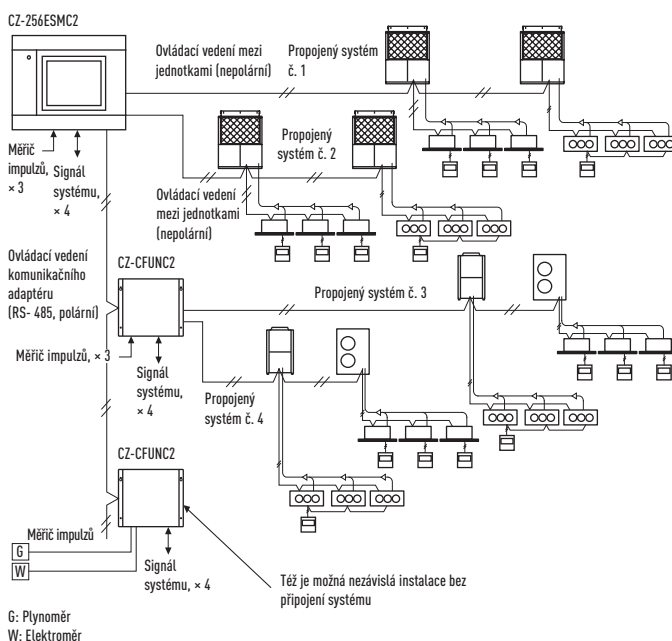 CZ-256ESMC2
Ovládací vedení mezi
jednotkami (nepolární)
Propojený systém
č. 1
Měřič
impulzů,
× 3
Signál
systému,
× 4
Propojený
systém č. 2
Ovládací vedení
mezi jednotkami
(nepolární)
Ovládací vedení
komunikačního
adaptéru
(RS- 485, polární)
CZ-CFUNC2
Propojený systém č. 3
Měřič impulzů, × 3
Signál
systému,
× 4
Propojený
systém č. 4
CZ-CFUNC2
Měřič impulzů
G
W
Signál
systému, × 4
Též je možná nezávislá instalace bez
připojení systému
G: Plynoměr
W: Elektroměr